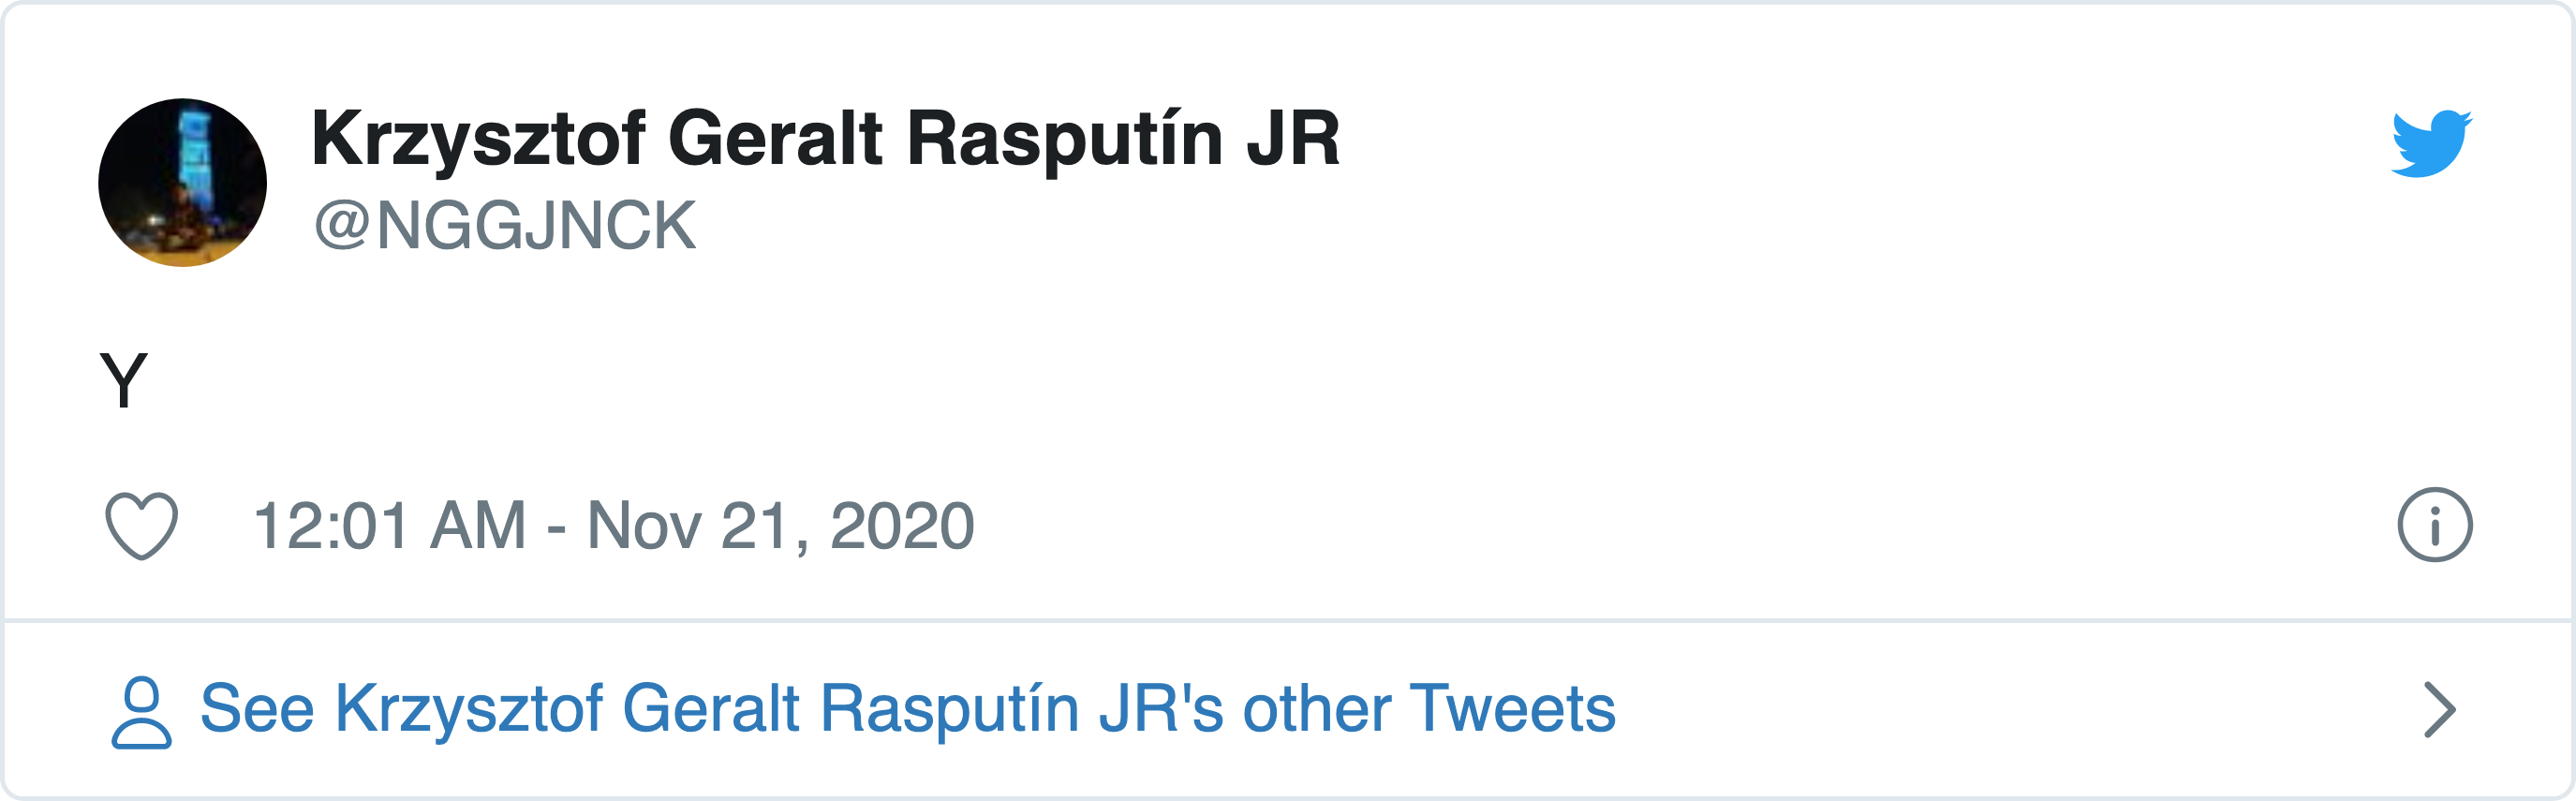 Krzysztof Geralt Rasputín JR
@NGGJNCK
Y
12:01 AM - Nov 21, 2020
See Krzysztof Geralt Rasputín JR's other Tweets